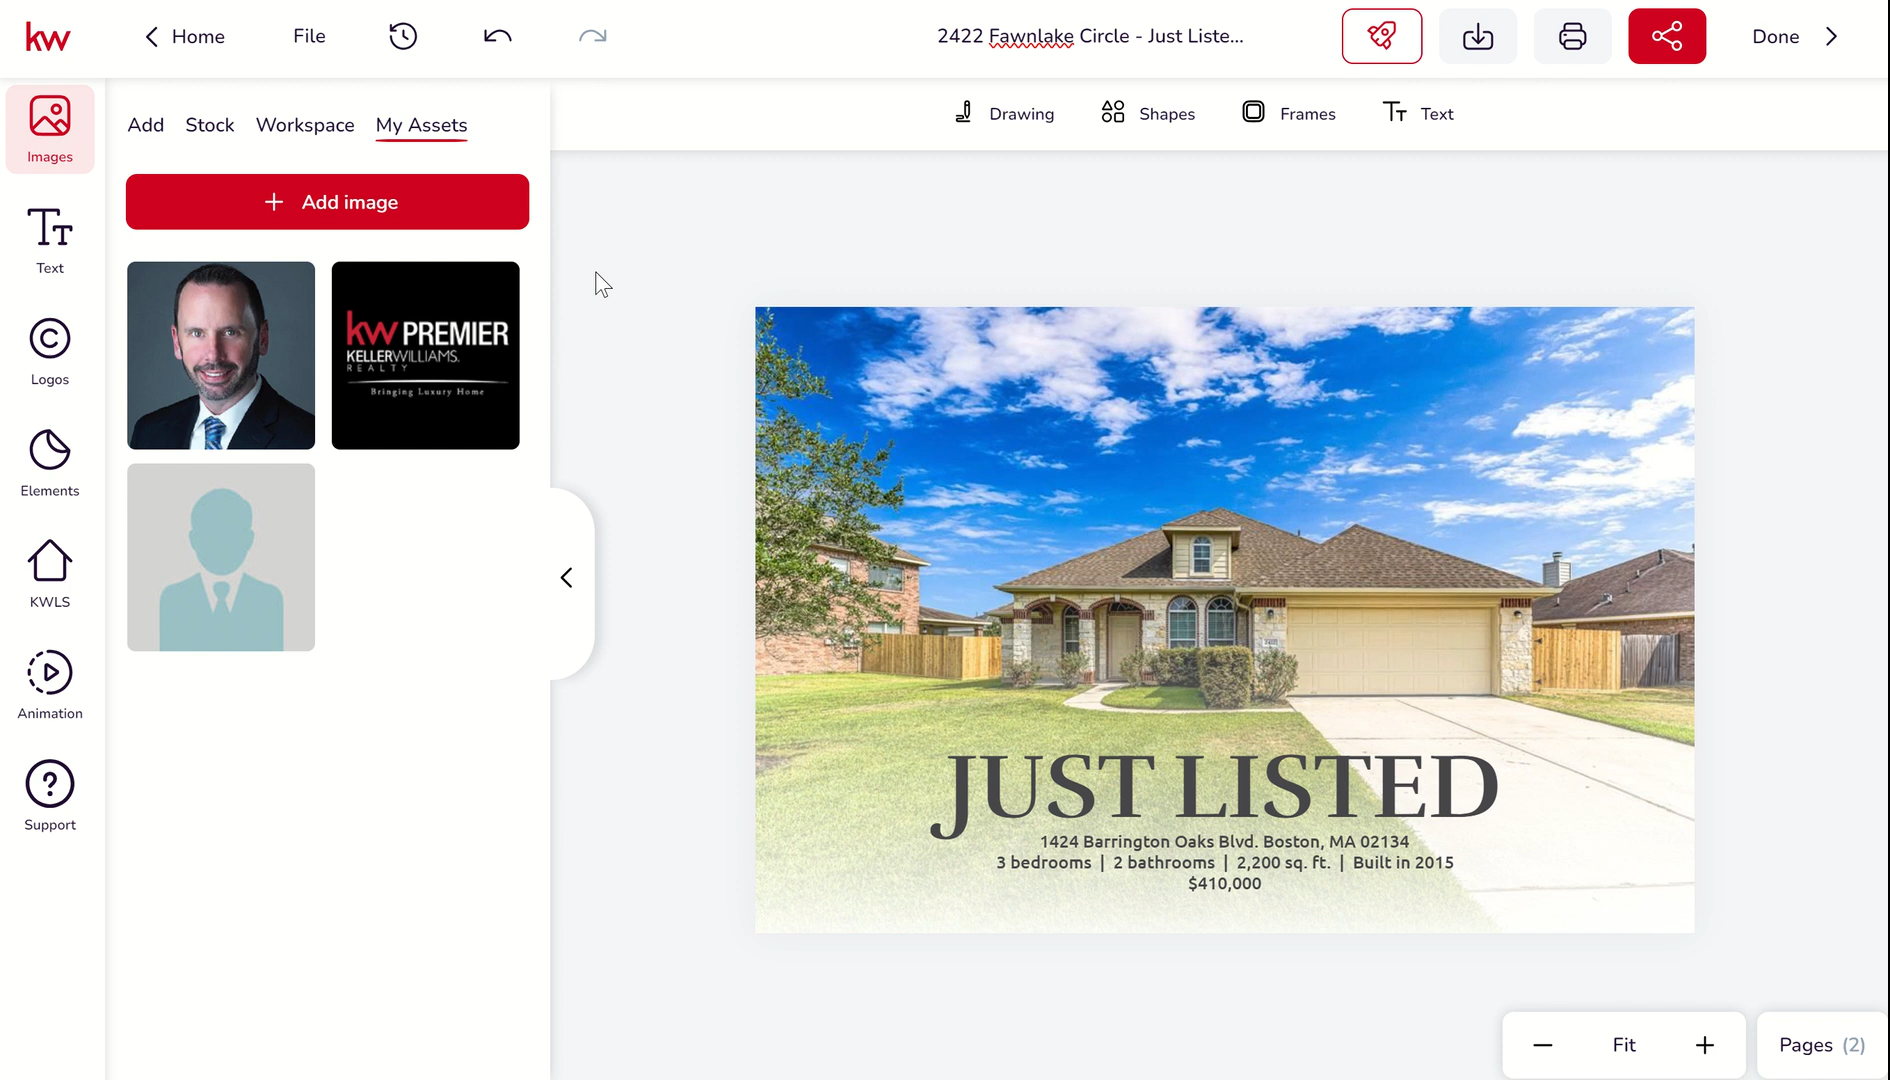 kw
Home
File
2422 Fawnlake Circle - Just Liste...
Done
Images
Text
Logos
Elements
KWLS
Animation
Support
Add
Stock
Workspace
My Assets
Add image
kw PREMIER
KELLERWILLIAMS.
REALTY
Bringing Luxury Home
Drawing
Shapes
Frames
Text
JUST LISTED
1424 Barrington Oaks Blvd. Boston, MA 02134
3 bedrooms | 2 bathrooms | 2,200 sq. ft. | Built in 2015
$410,000
Fit
Pages (2)